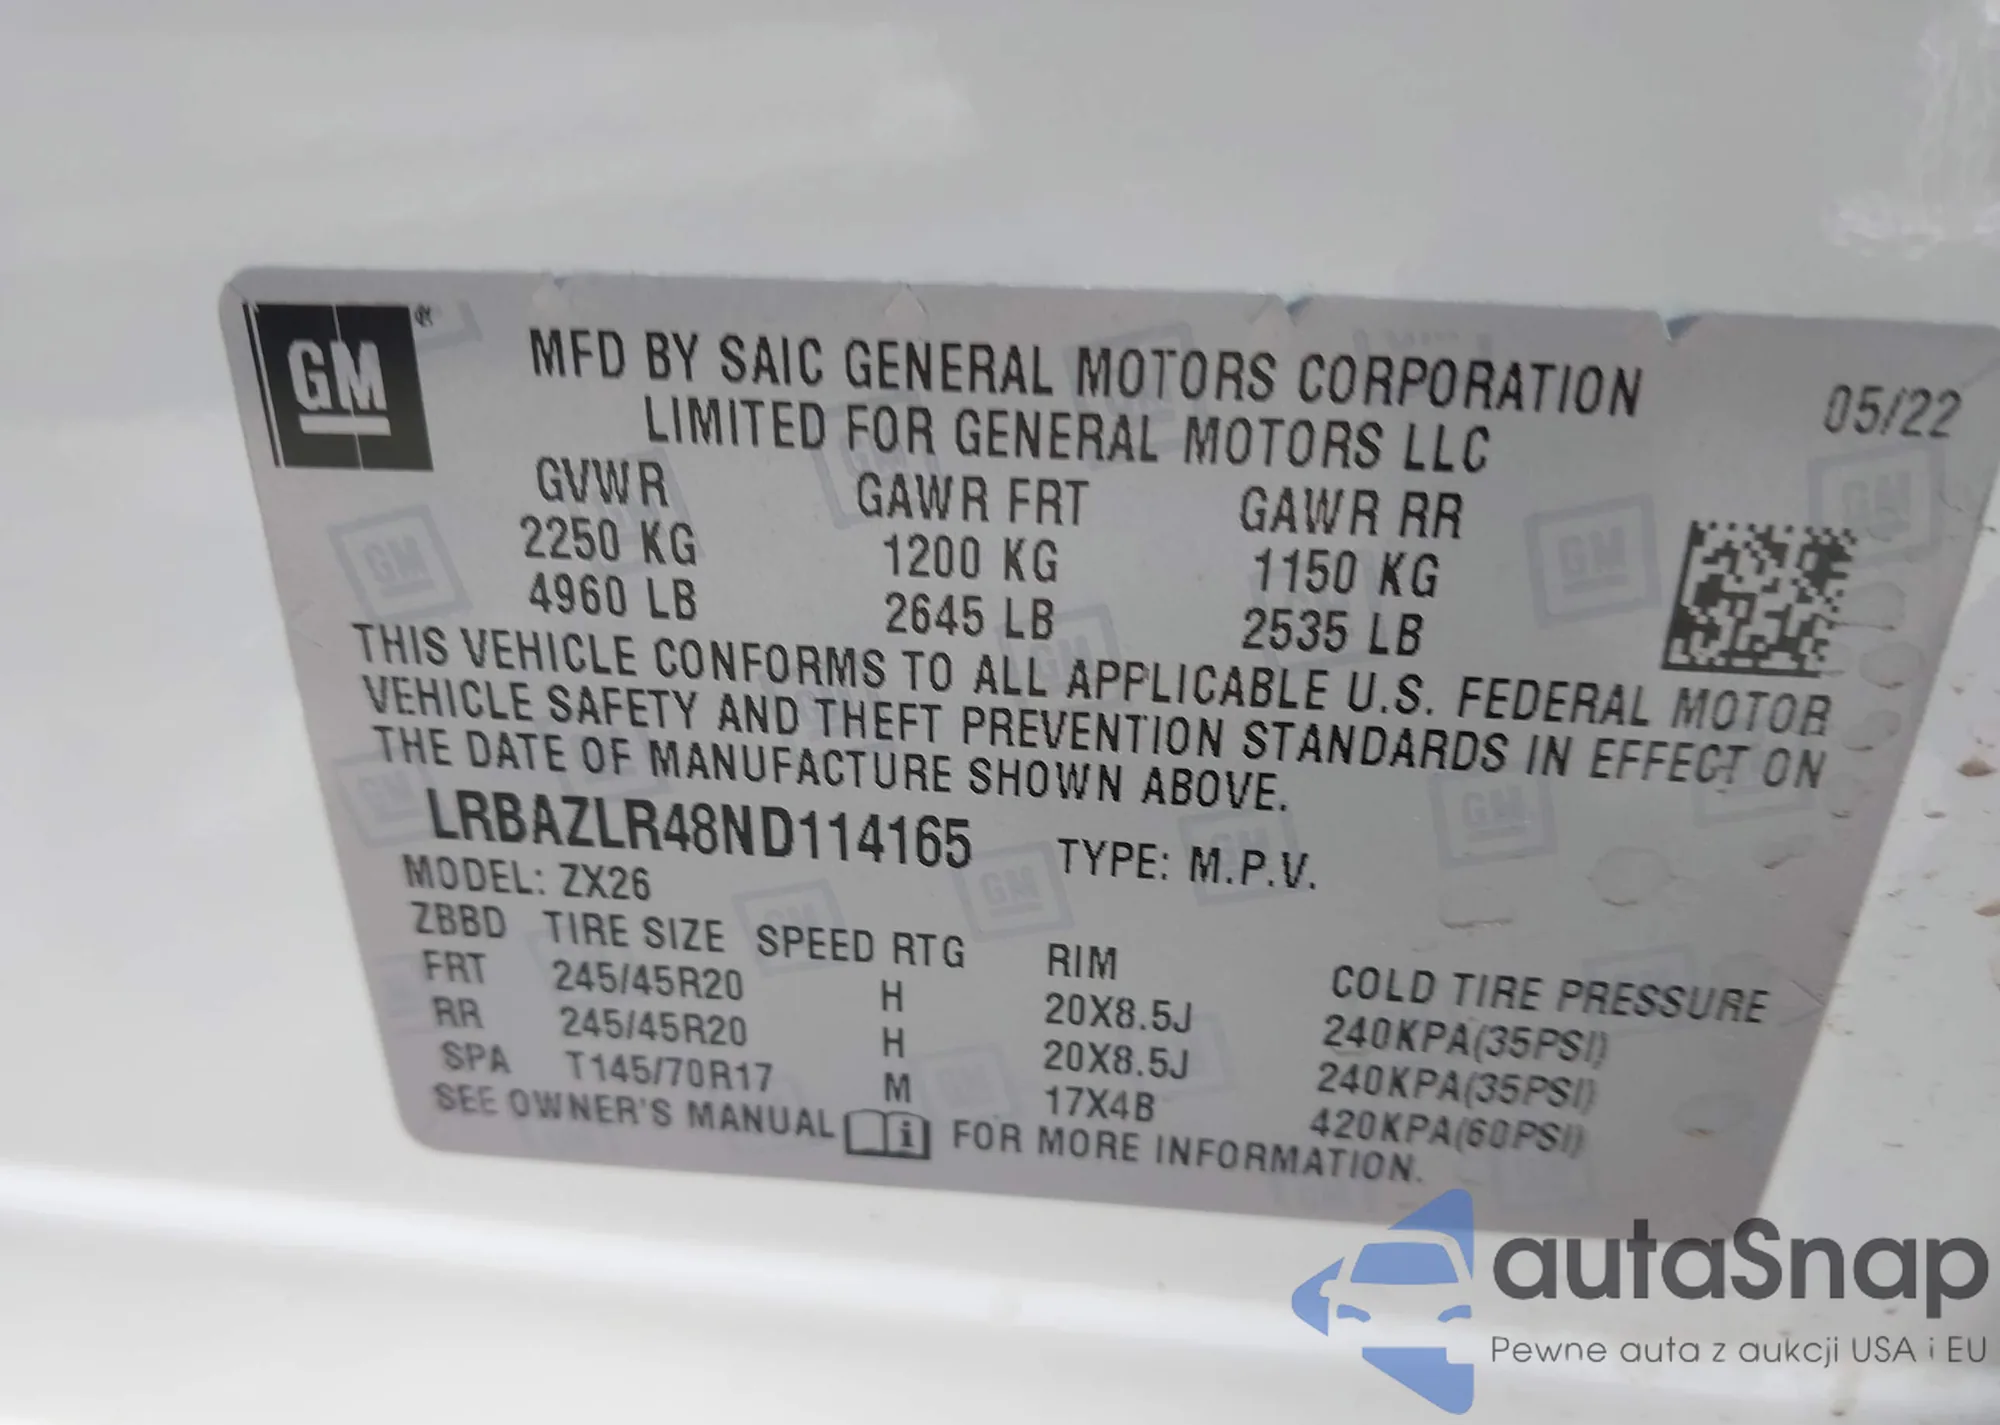 GM
MFD BY SAIC GENERAL MOTORS CORPORATION
LIMITED FOR GENERAL MOTORS LLC
05/22
GVWR GAWR FRT GAWR RR
2250 KG 1200 KG 1150 KG
4960 LB 2645 LB 2535 LB
THIS VEHICLE CONFORMS TO ALL APPLICABLE U.S. FEDERAL MOTOR
VEHICLE SAFETY AND THEFT PREVENTION STANDARDS IN EFFECT ON
THE DATE OF MANUFACTURE SHOWN ABOVE.
LRBAZLR48ND114165 TYPE: M.P.V.
MODEL: ZX26
ZBBD TIRE SIZE SPEED RTG RIM COLD TIRE PRESSURE
FRT 245/45R20 H 20X8.5J 240KPA(35PSI)
RR 245/45R20 H 20X8.5J 240KPA(35PSI)
SPA T145/70R17 M 17X4B 420KPA(60PSI)
SEE OWNER'S MANUAL FOR MORE INFORMATION.
autaSnap
Pewne auta z aukcji USA i EU